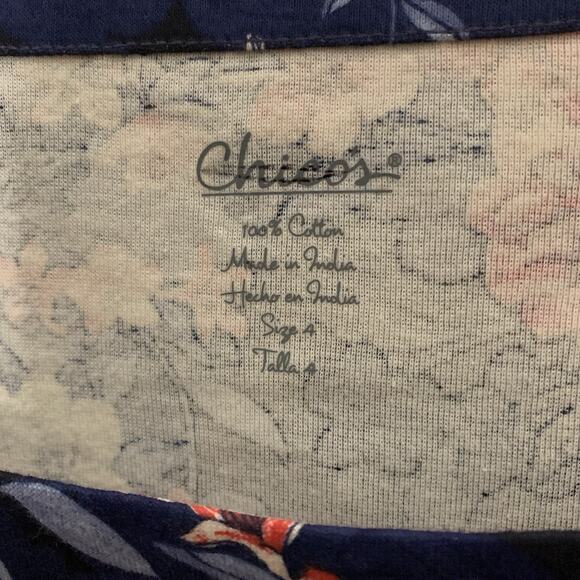 Chico's®
100% Cotton
Made in India
Hecho en India
Size 4
Talla 4